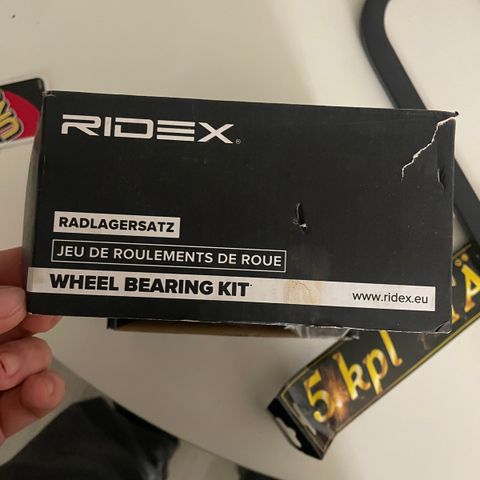 RIDEX®
RADLAGERSATZ
JEU DE ROULEMENTS DE ROUE
WHEEL BEARING KIT
www.ridex.eu
5 kpl